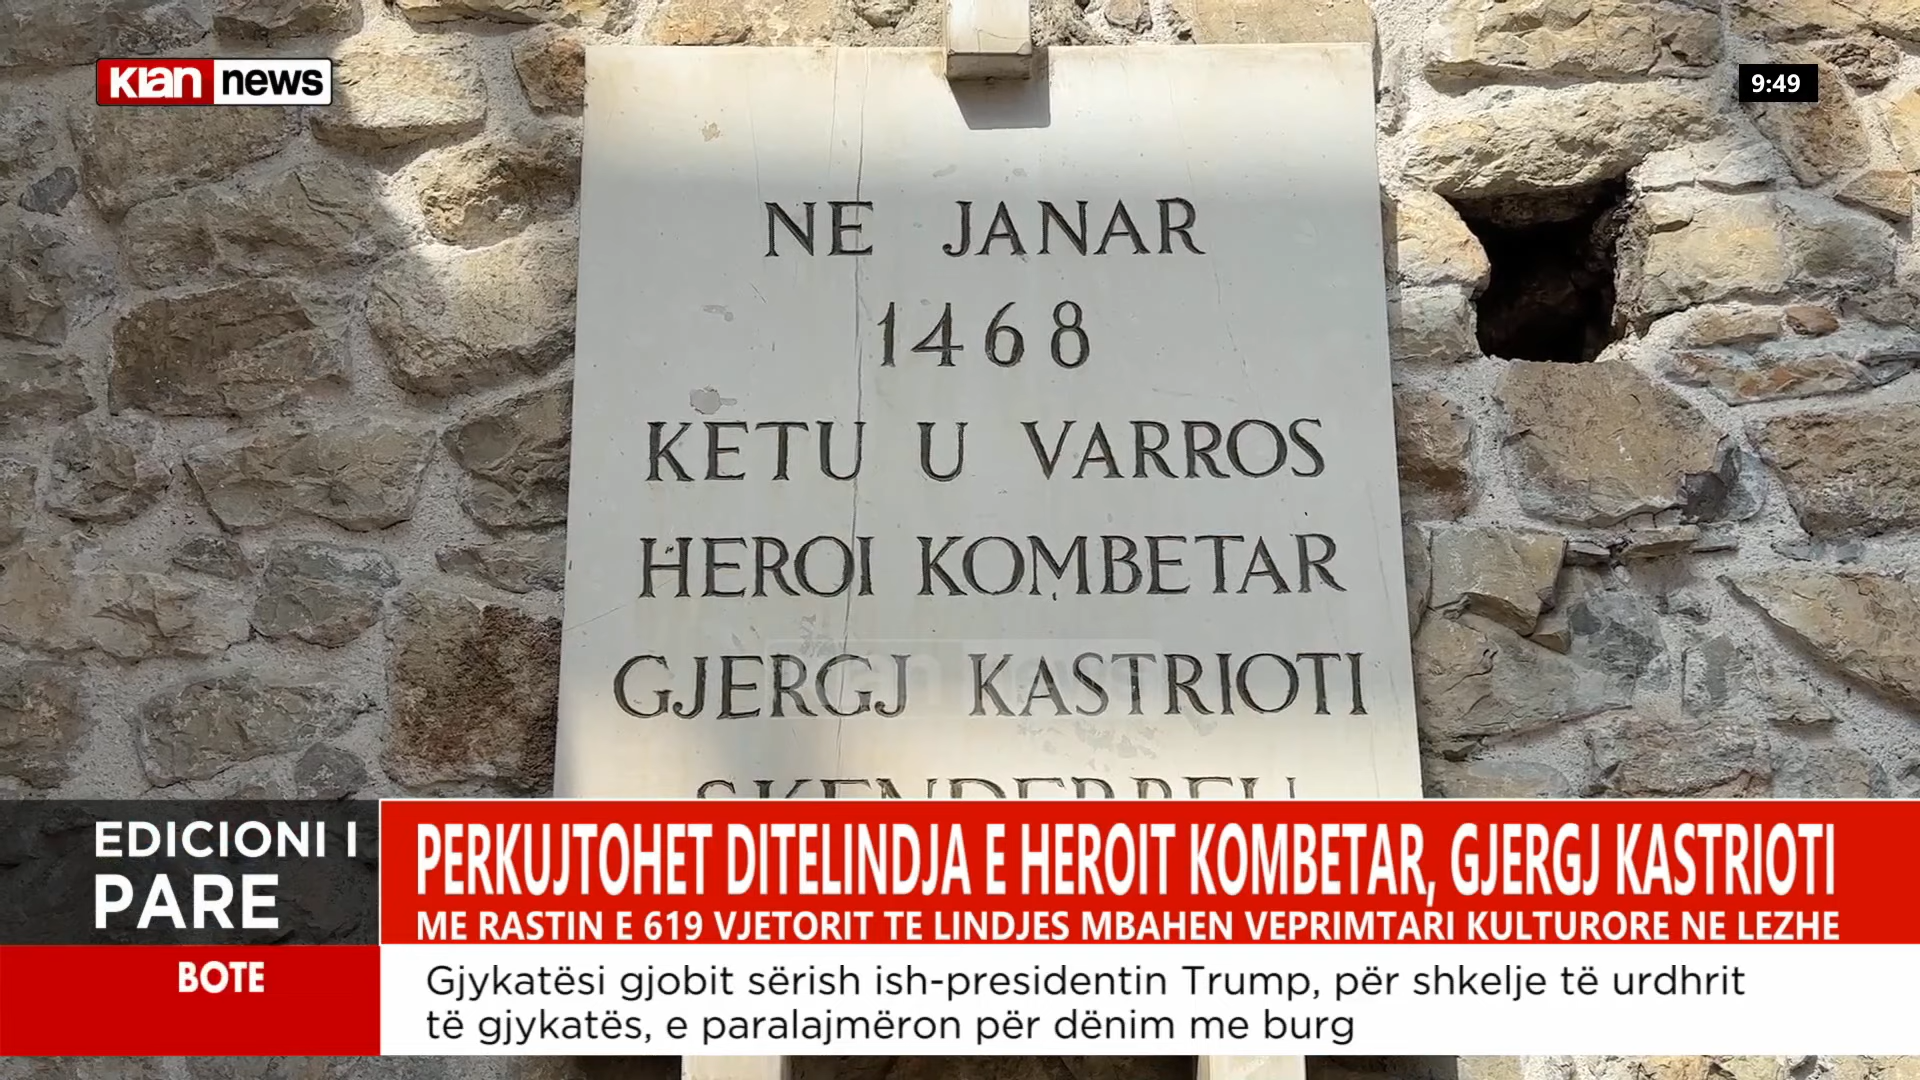 klan news
9:49
NE JANAR
1468
KETU U VARROS
HEROI KOMBETAR
GJERGJ KASTRIOTI
SKENDERBEU
EDICIONI I
PARE
PERKUJTOHET DITELINDJA E HEROIT KOMBETAR, GJERGJ KASTRIOTI
ME RASTIN E 619 VJETORIT TE LINDJES MBAHEN VEPRIMTARI KULTURORE NE LEZHE
BOTE
Gjykatësi gjobit sërish ish-presidentin Trump, për shkelje të urdhrit
të gjykatës, e paralajmëron për dënim me burg